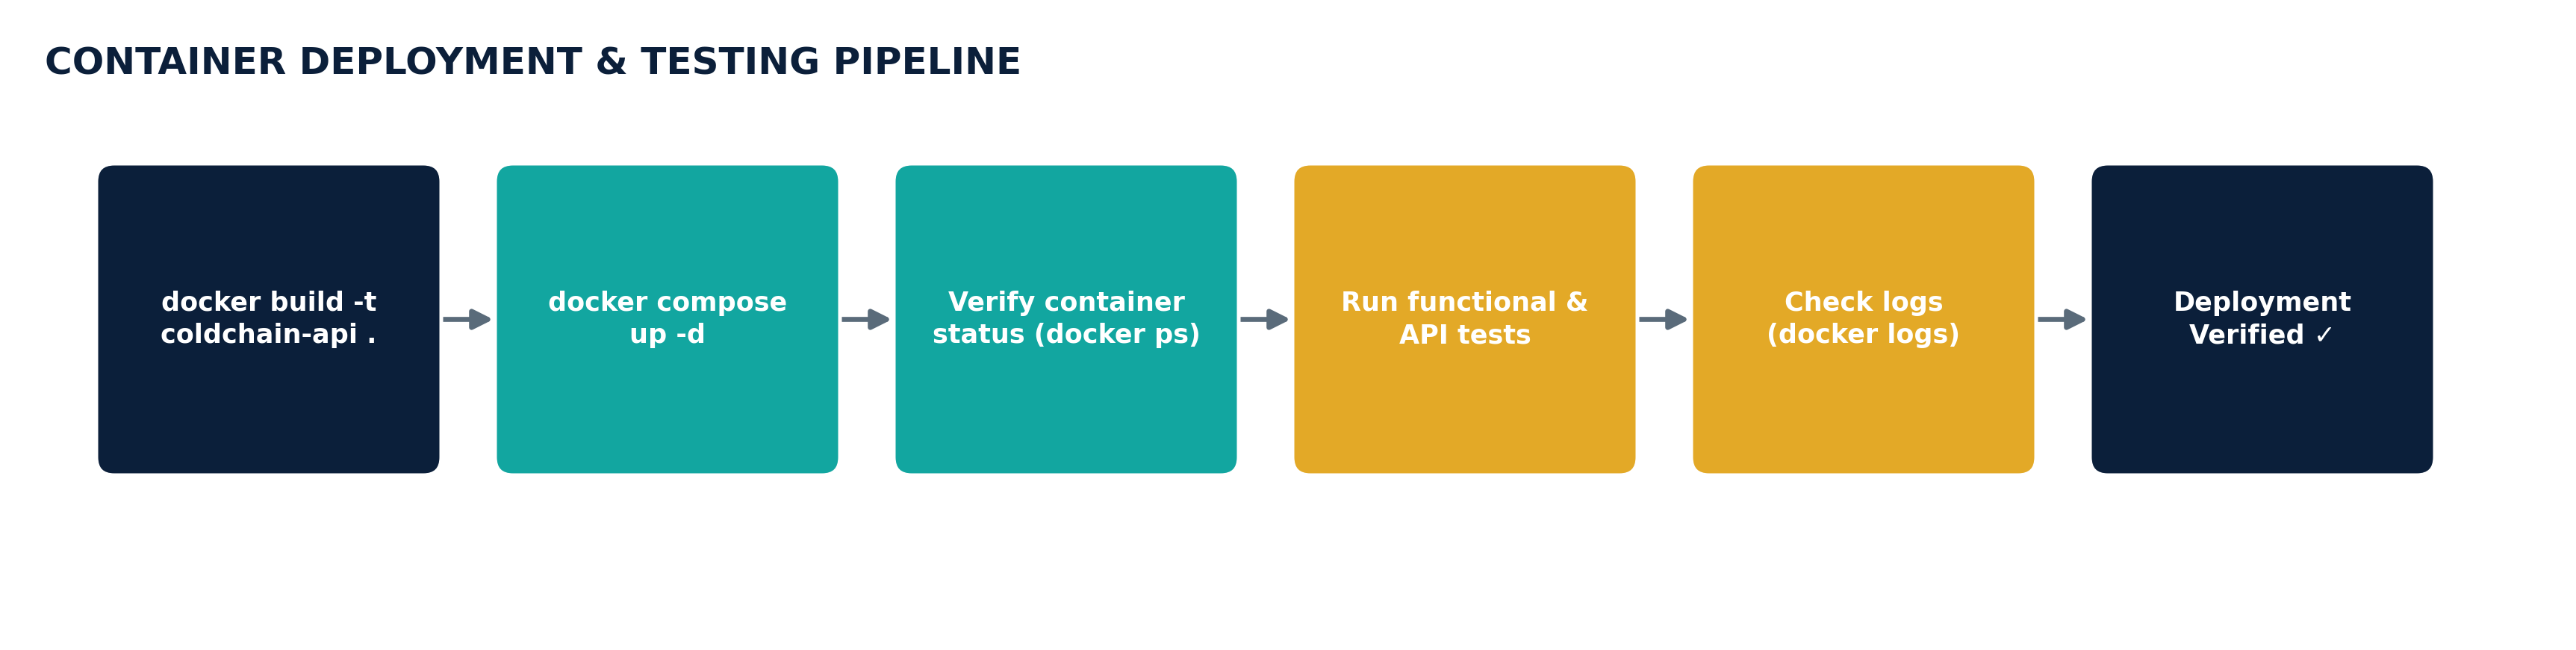 CONTAINER DEPLOYMENT & TESTING PIPELINE
docker build -t
coldchain-api .
docker compose
up -d
Verify container
status (docker ps)
Run functional &
API tests
Check logs
(docker logs)
Deployment
Verified ✓